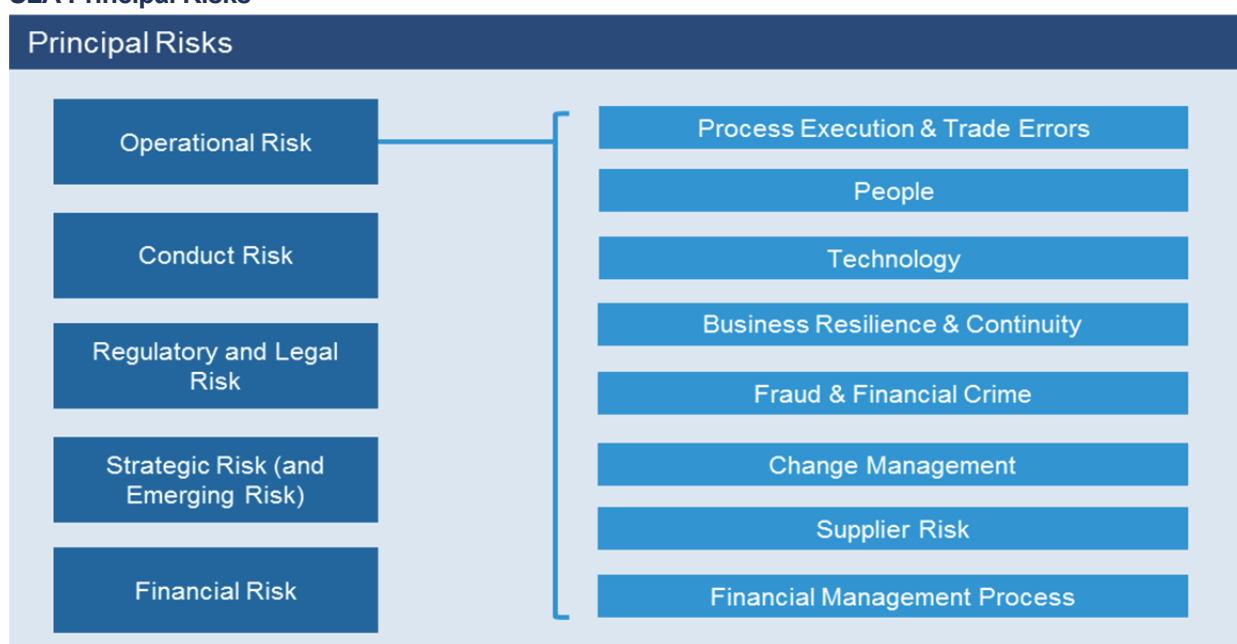 Principal Risks
Operational Risk
Conduct Risk
Regulatory and Legal
Risk
Strategic Risk (and
Emerging Risk)
Financial Risk
Process Execution & Trade Errors
People
Technology
Business Resilience & Continuity
Fraud & Financial Crime
Change Management
Supplier Risk
Financial Management Process